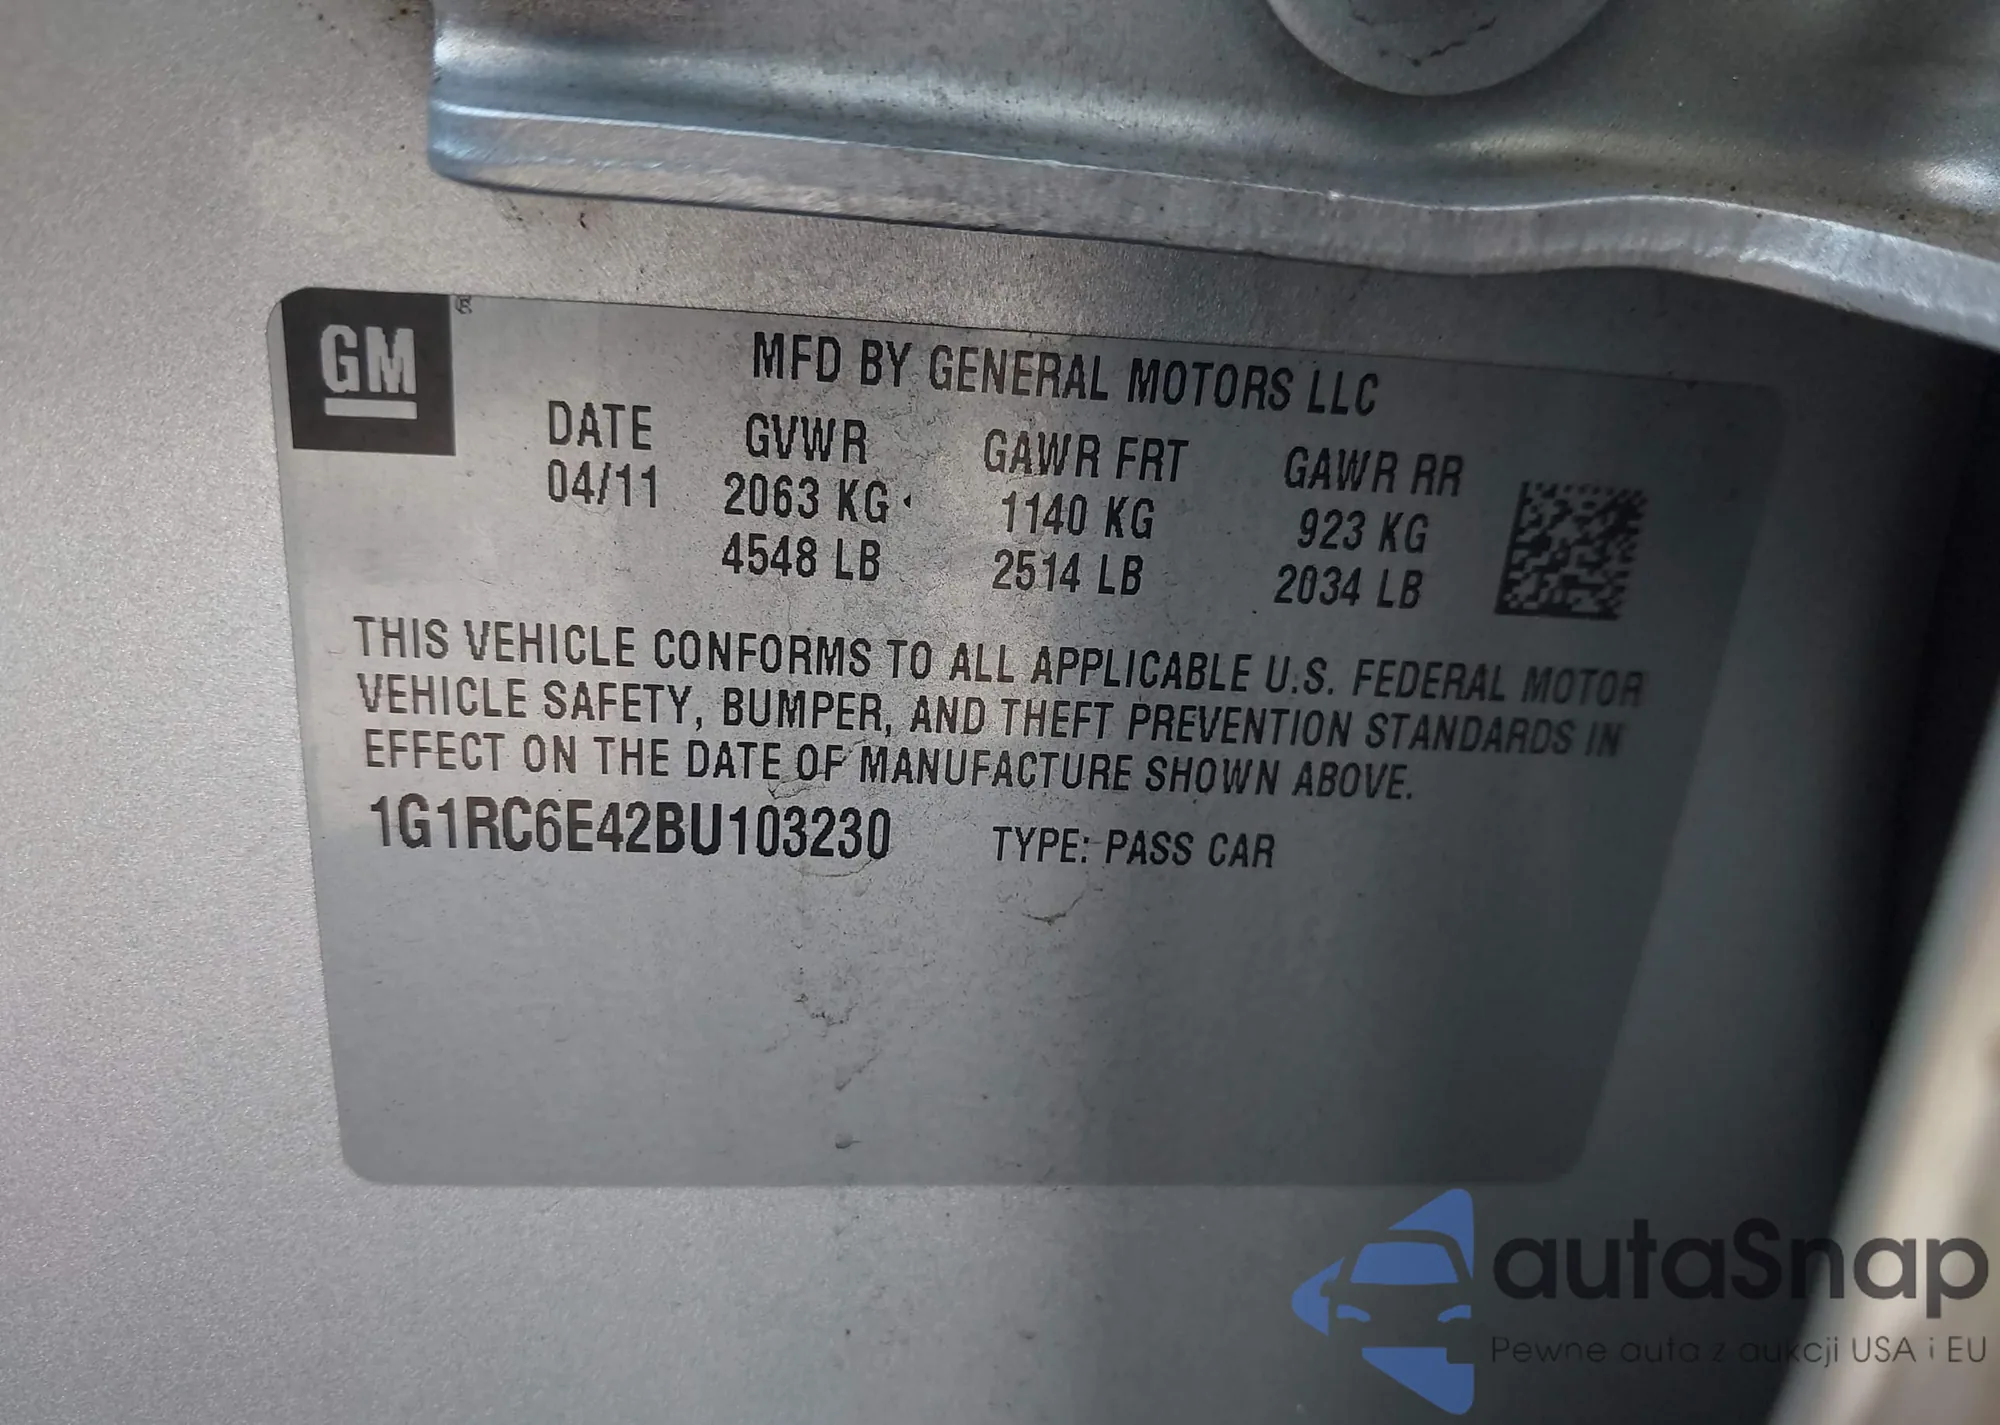 GM
MFD BY GENERAL MOTORS LLC
DATE GVWR GAWR FRT GAWR RR
04/11 2063 KG 1140 KG 923 KG
4548 LB 2514 LB 2034 LB
THIS VEHICLE CONFORMS TO ALL APPLICABLE U.S. FEDERAL MOTOR
VEHICLE SAFETY, BUMPER, AND THEFT PREVENTION STANDARDS IN
EFFECT ON THE DATE OF MANUFACTURE SHOWN ABOVE.
1G1RC6E42BU103230 TYPE: PASS CAR
autaSnap
Pewne auta z aukcji USA i EU